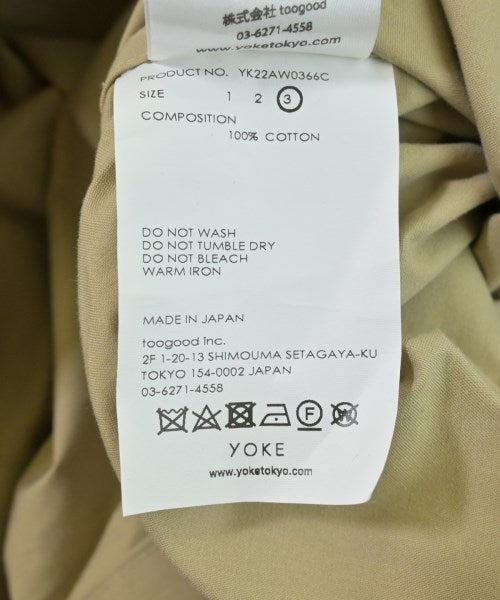 株式会社 toogood
03-6271-4558
www.yoketokyo.com
PRODUCT NO. YK22AW0366C
SIZE 1 2 3
COMPOSITION
100% COTTON
DO NOT WASH
DO NOT TUMBLE DRY
DO NOT BLEACH
WARM IRON
MADE IN JAPAN
toogood Inc.
2F 1-20-13 SHIMOUMA SETAGAYA-KU
TOKYO 154-0002 JAPAN
03-6271-4558
F W
YOKE
www.yoketokyo.com